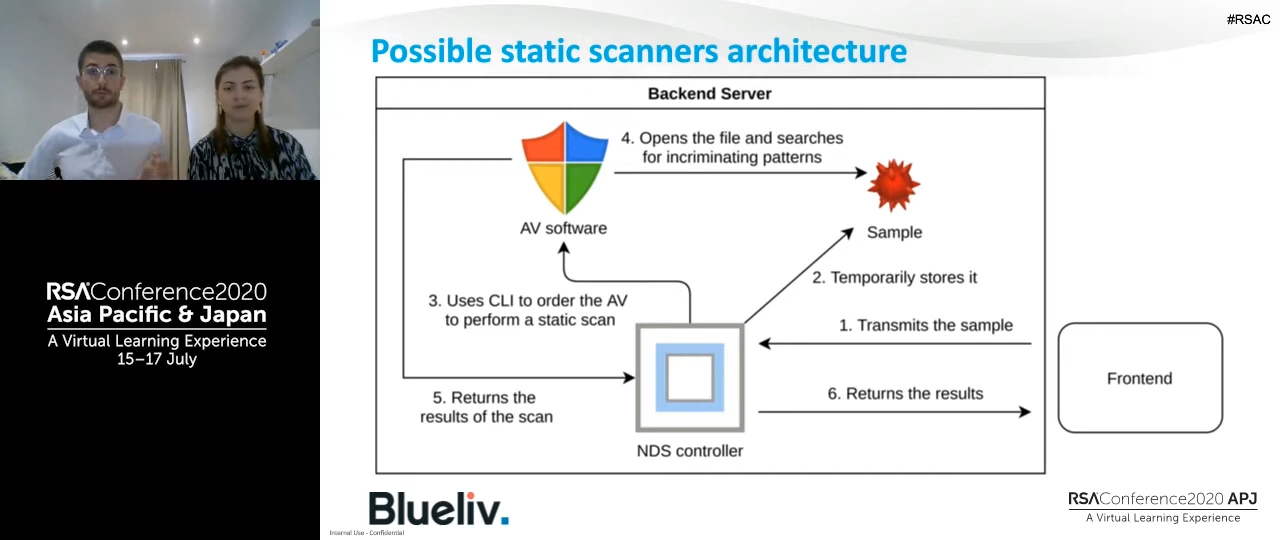 #RSAC
Possible static scanners architecture
Backend Server
4. Opens the file and searches
for incriminating patterns
AV software
Sample
2. Temporarily stores it
3. Uses CLI to order the AV
to perform a static scan
1. Transmits the sample
Frontend
5. Returns the
results of the scan
6. Returns the results
NDS controller
RSAConference2020
Asia Pacific & Japan
A Virtual Learning Experience
15–17 July
Blueliv.
Internal Use - Confidential
RSAConference2020 APJ
A Virtual Learning Experience